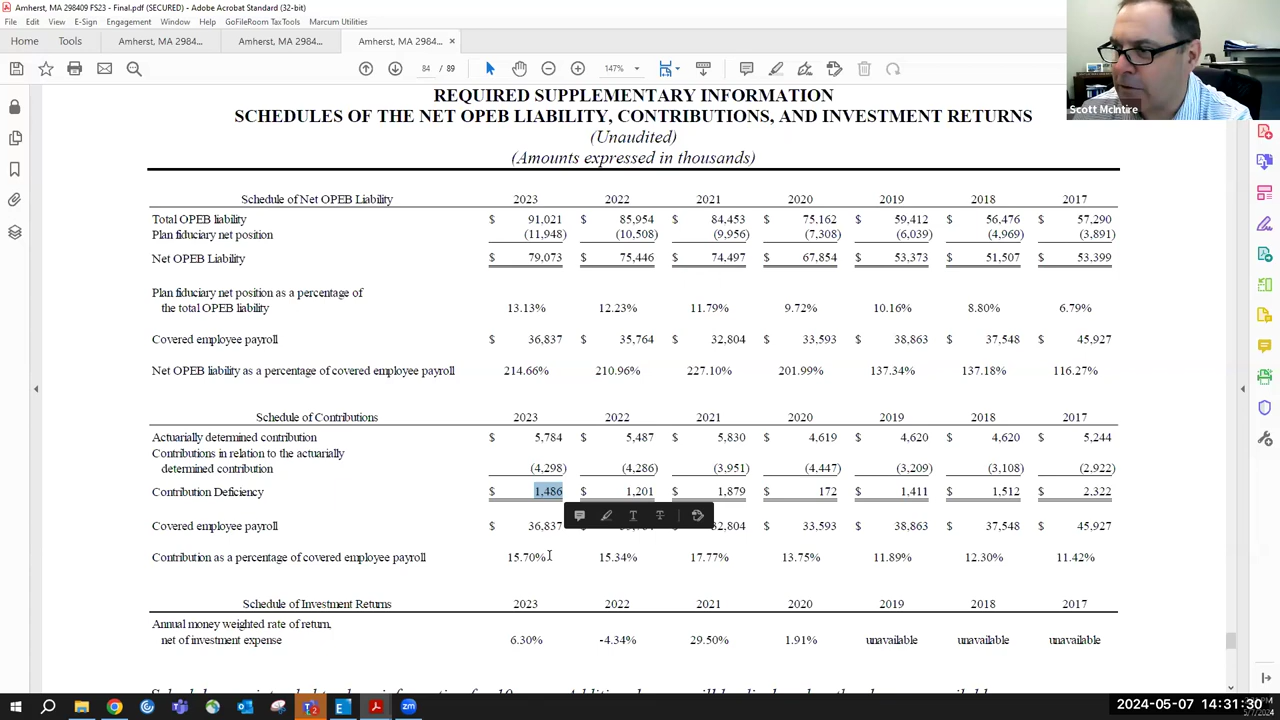 Amherst, MA 298409 FS23 - Final.pdf (SECURED) - Adobe Acrobat Standard (32-bit)
File Edit View E-Sign Engagement Window Help GoFileRoom TaxTools Marcum Utilities
Home Tools Amherst, MA 2984... Amherst, MA 2984... Amherst, MA 2984... ×
84 / 89 147%
Scott McIntire
REQUIRED SUPPLEMENTARY INFORMATION
SCHEDULES OF THE NET OPEB LIABILITY, CONTRIBUTIONS, AND INVESTMENT RETURNS
(Unaudited)
(Amounts expressed in thousands)
Schedule of Net OPEB Liability 2023 2022 2021 2020 2019 2018 2017
Total OPEB liability $ 91,021 $ 85,954 $ 84,453 $ 75,162 $ 59,412 $ 56,476 $ 57,290
Plan fiduciary net position (11,948) (10,508) (9,956) (7,308) (6,039) (4,969) (3,891)
Net OPEB Liability $ 79,073 $ 75,446 $ 74,497 $ 67,854 $ 53,373 $ 51,507 $ 53,399
Plan fiduciary net position as a percentage of
the total OPEB liability 13.13% 12.23% 11.79% 9.72% 10.16% 8.80% 6.79%
Covered employee payroll $ 36,837 $ 35,764 $ 32,804 $ 33,593 $ 38,863 $ 37,548 $ 45,927
Net OPEB liability as a percentage of covered employee payroll 214.66% 210.96% 227.10% 201.99% 137.34% 137.18% 116.27%
Schedule of Contributions 2023 2022 2021 2020 2019 2018 2017
Actuarially determined contribution $ 5,784 $ 5,487 $ 5,830 $ 4,619 $ 4,620 $ 4,620 $ 5,244
Contributions in relation to the actuarially
determined contribution (4,298) (4,286) (3,951) (4,447) (3,209) (3,108) (2,922)
Contribution Deficiency $ 1,486 $ 1,201 $ 1,879 $ 172 $ 1,411 $ 1,512 $ 2,322
Covered employee payroll $ 36,837 32,804 $ 33,593 $ 38,863 $ 37,548 $ 45,927
Contribution as a percentage of covered employee payroll 15.70% 15.34% 17.77% 13.75% 11.89% 12.30% 11.42%
Schedule of Investment Returns 2023 2022 2021 2020 2019 2018 2017
Annual money weighted rate of return,
net of investment expense 6.30% -4.34% 29.50% 1.91% unavailable unavailable unavailable
2024-05-07 14:31:30